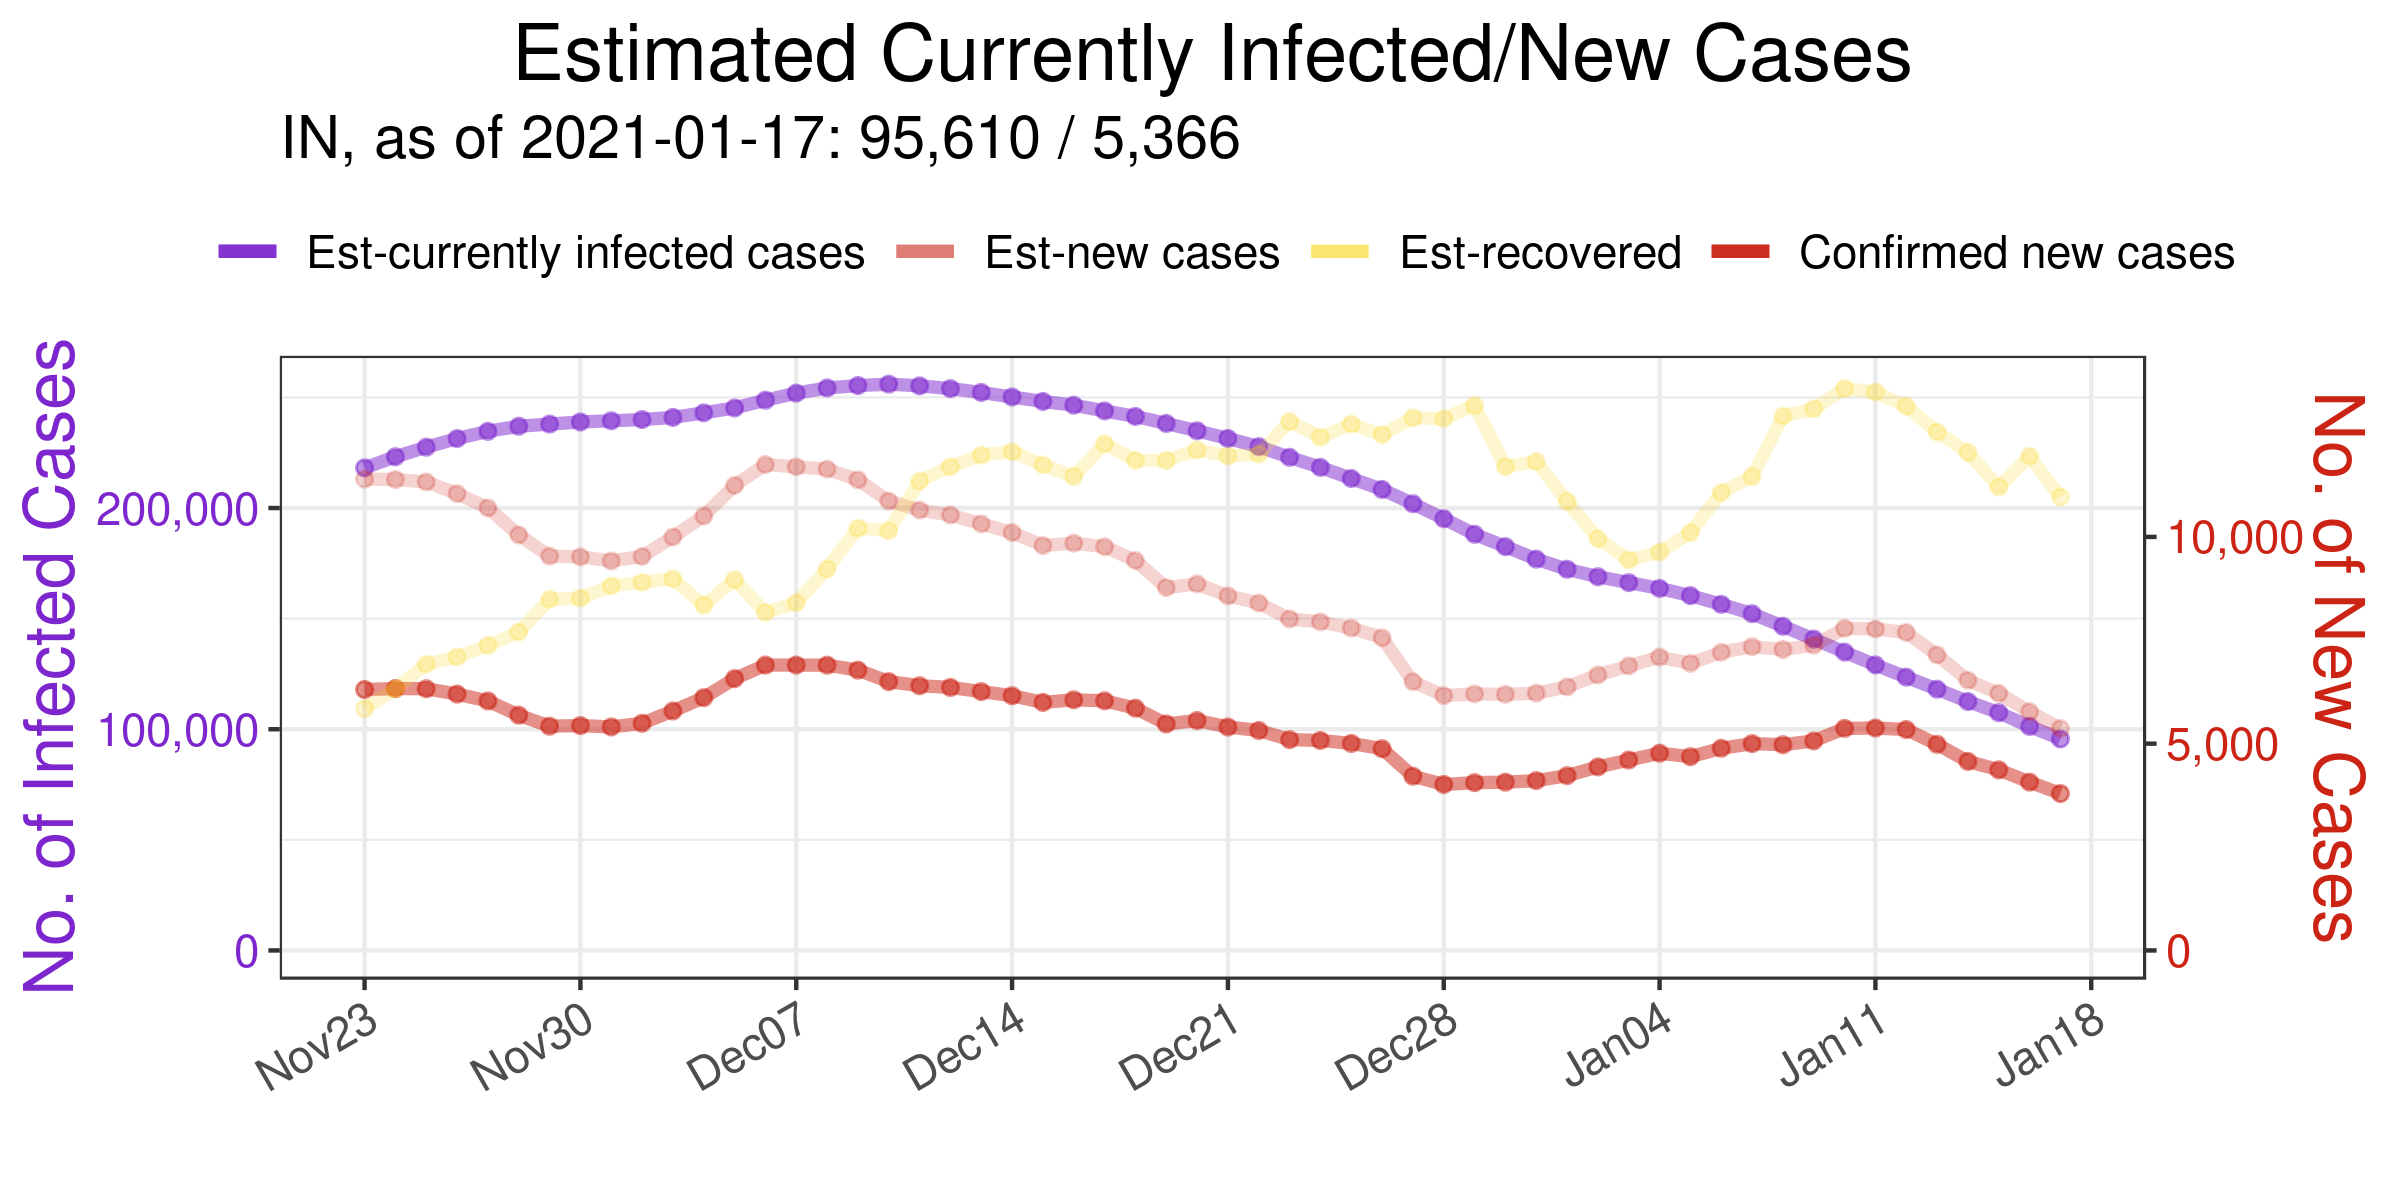 Estimated Currently Infected/New Cases
IN, as of 2021-01-17: 95,610 / 5,366
Est-currently infected cases Est-new cases Est-recovered Confirmed new cases
No. of Infected Cases
200,000
100,000
0
10,000
5,000
0
No. of New Cases
Nov23 Nov30 Dec07 Dec14 Dec21 Dec28 Jan04 Jan11 Jan18